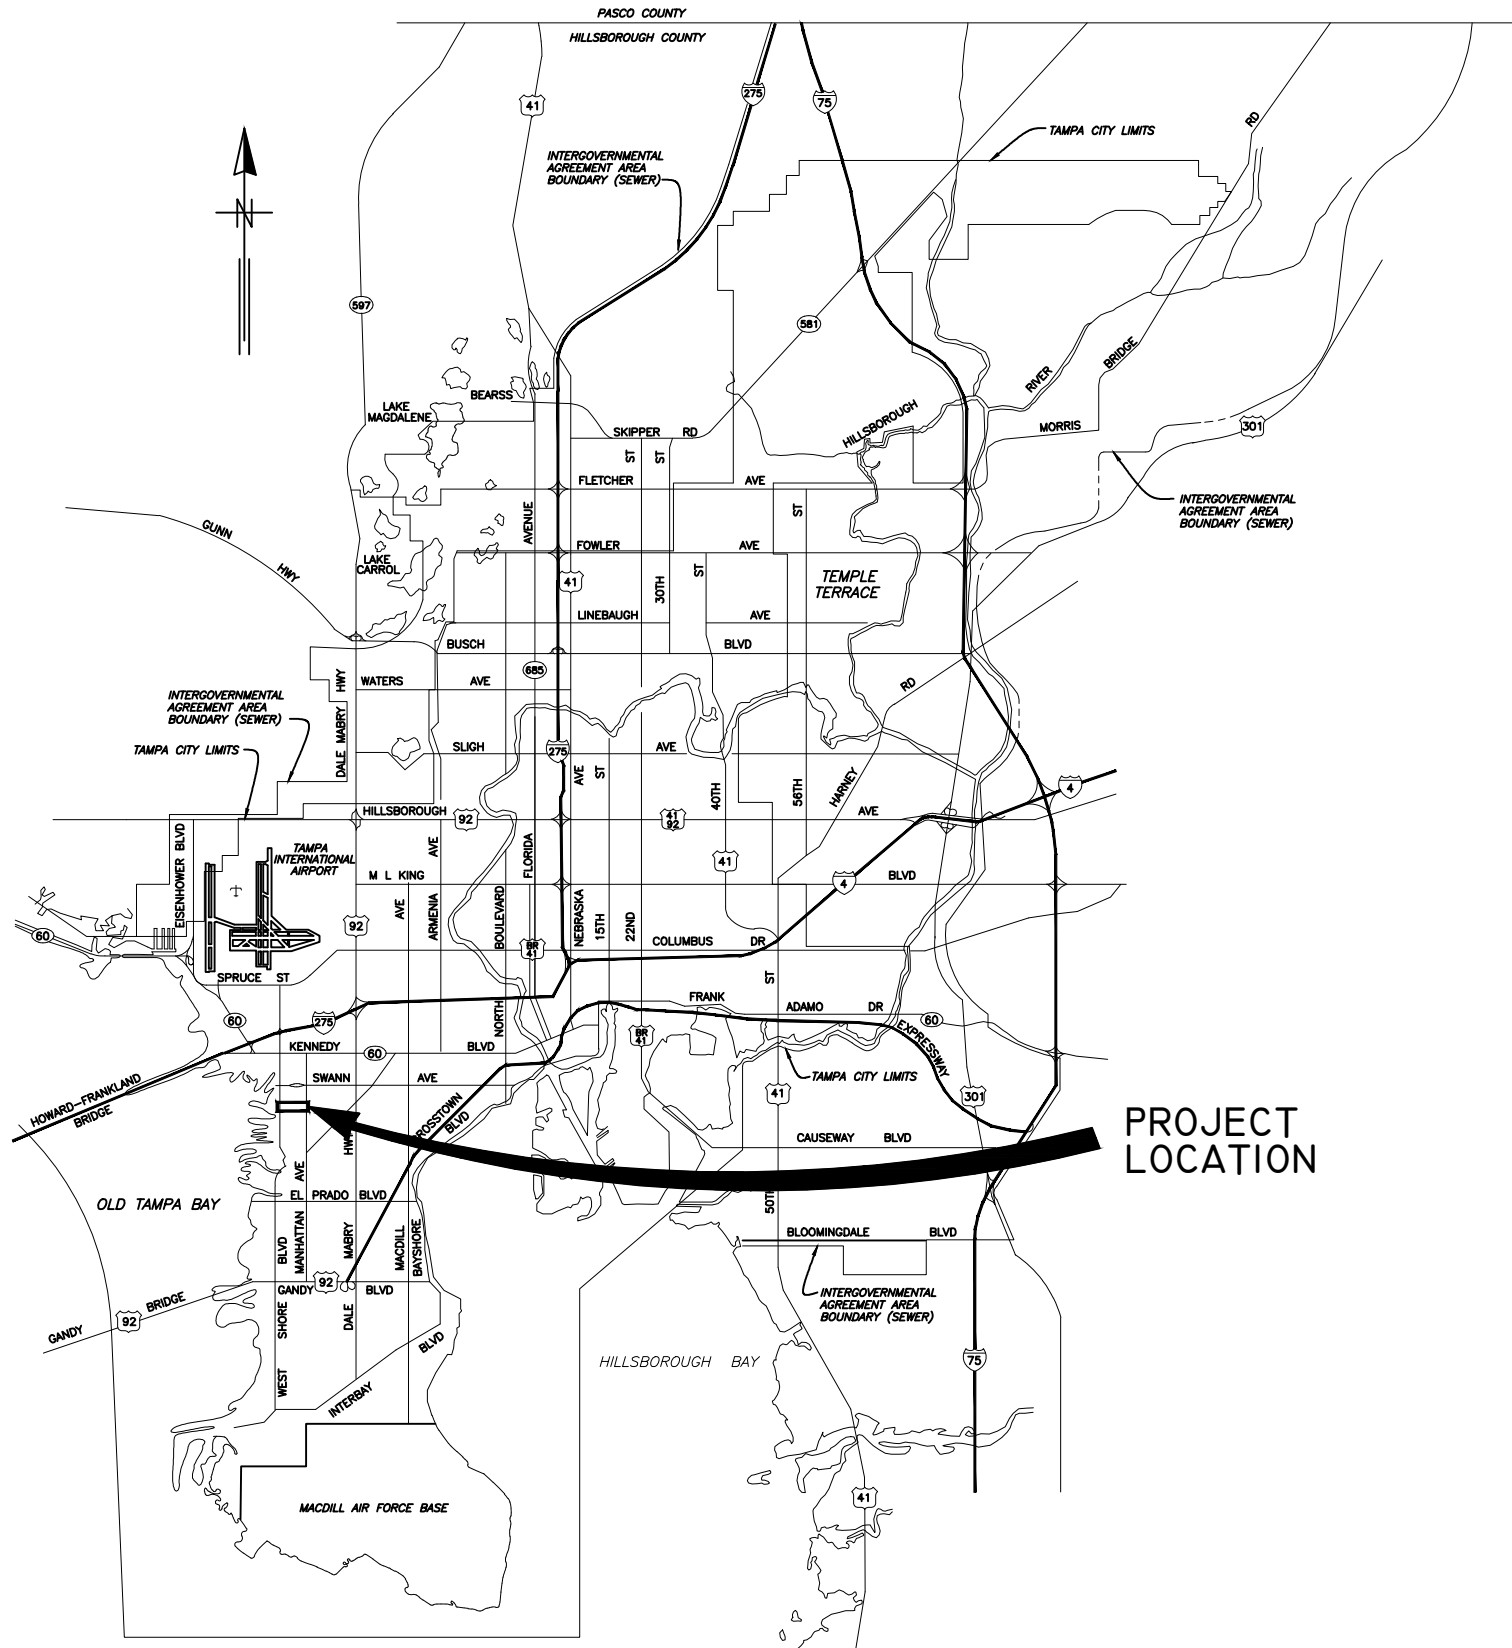 PASCO COUNTY
HILLSBOROUGH COUNTY
41
275
75
TAMPA CITY LIMITS
RD
INTERGOVERNMENTAL
AGREEMENT AREA
BOUNDARY (SEWER)
N
597
581
BRIDGE
RIVER
BEARSS
LAKE
MAGDALENE
HILLSBOROUGH
MORRIS
301
SKIPPER RD
ST
ST
FLETCHER AVE
INTERGOVERNMENTAL
AGREEMENT AREA
BOUNDARY (SEWER)
GUNN
HWY
AVENUE
ST
FOWLER AVE
LAKE
CARROL
41
30TH
ST
TEMPLE
TERRACE
LINEBAUGH AVE
BUSCH BLVD
685
HWY
WATERS AVE
RD
INTERGOVERNMENTAL
AGREEMENT AREA
BOUNDARY (SEWER)
TAMPA CITY LIMITS
DALE MABRY
SLIGH AVE
275
AVE
ST
40TH
56TH
HARNEY
4
HILLSBOROUGH
92
41
92
AVE
EISENHOWER BLVD
TAMPA
INTERNATIONAL
AIRPORT
AVE
FLORIDA
41
M L KING BLVD
4
AVE
ARMENIA
BOULEVARD
NEBRASKA
15TH
22ND
92
60
BR
41
COLUMBUS DR
SPRUCE ST
ST
FRANK
ADAMO DR
60
60
275
NORTH
BR
41
EXPRESSWAY
KENNEDY
60
BLVD
HOWARD-FRANKLAND
BRIDGE
SWANN AVE
TAMPA CITY LIMITS
41
301
ROSSTOWN
BLVD
HW
CAUSEWAY BLVD
PROJECT
LOCATION
AVE
EL PRADO BLVD
OLD TAMPA BAY
50TH
BLVD
MANHATTAN
MABRY
MACDILL
BAYSHORE
BLOOMINGDALE BLVD
GANDY
92
BLVD
INTERGOVERNMENTAL
AGREEMENT AREA
BOUNDARY (SEWER)
GANDY
92
BRIDGE
SHORE
DALE
BLVD
HILLSBOROUGH BAY
75
WEST
INTERBAY
41
MACDILL AIR FORCE BASE